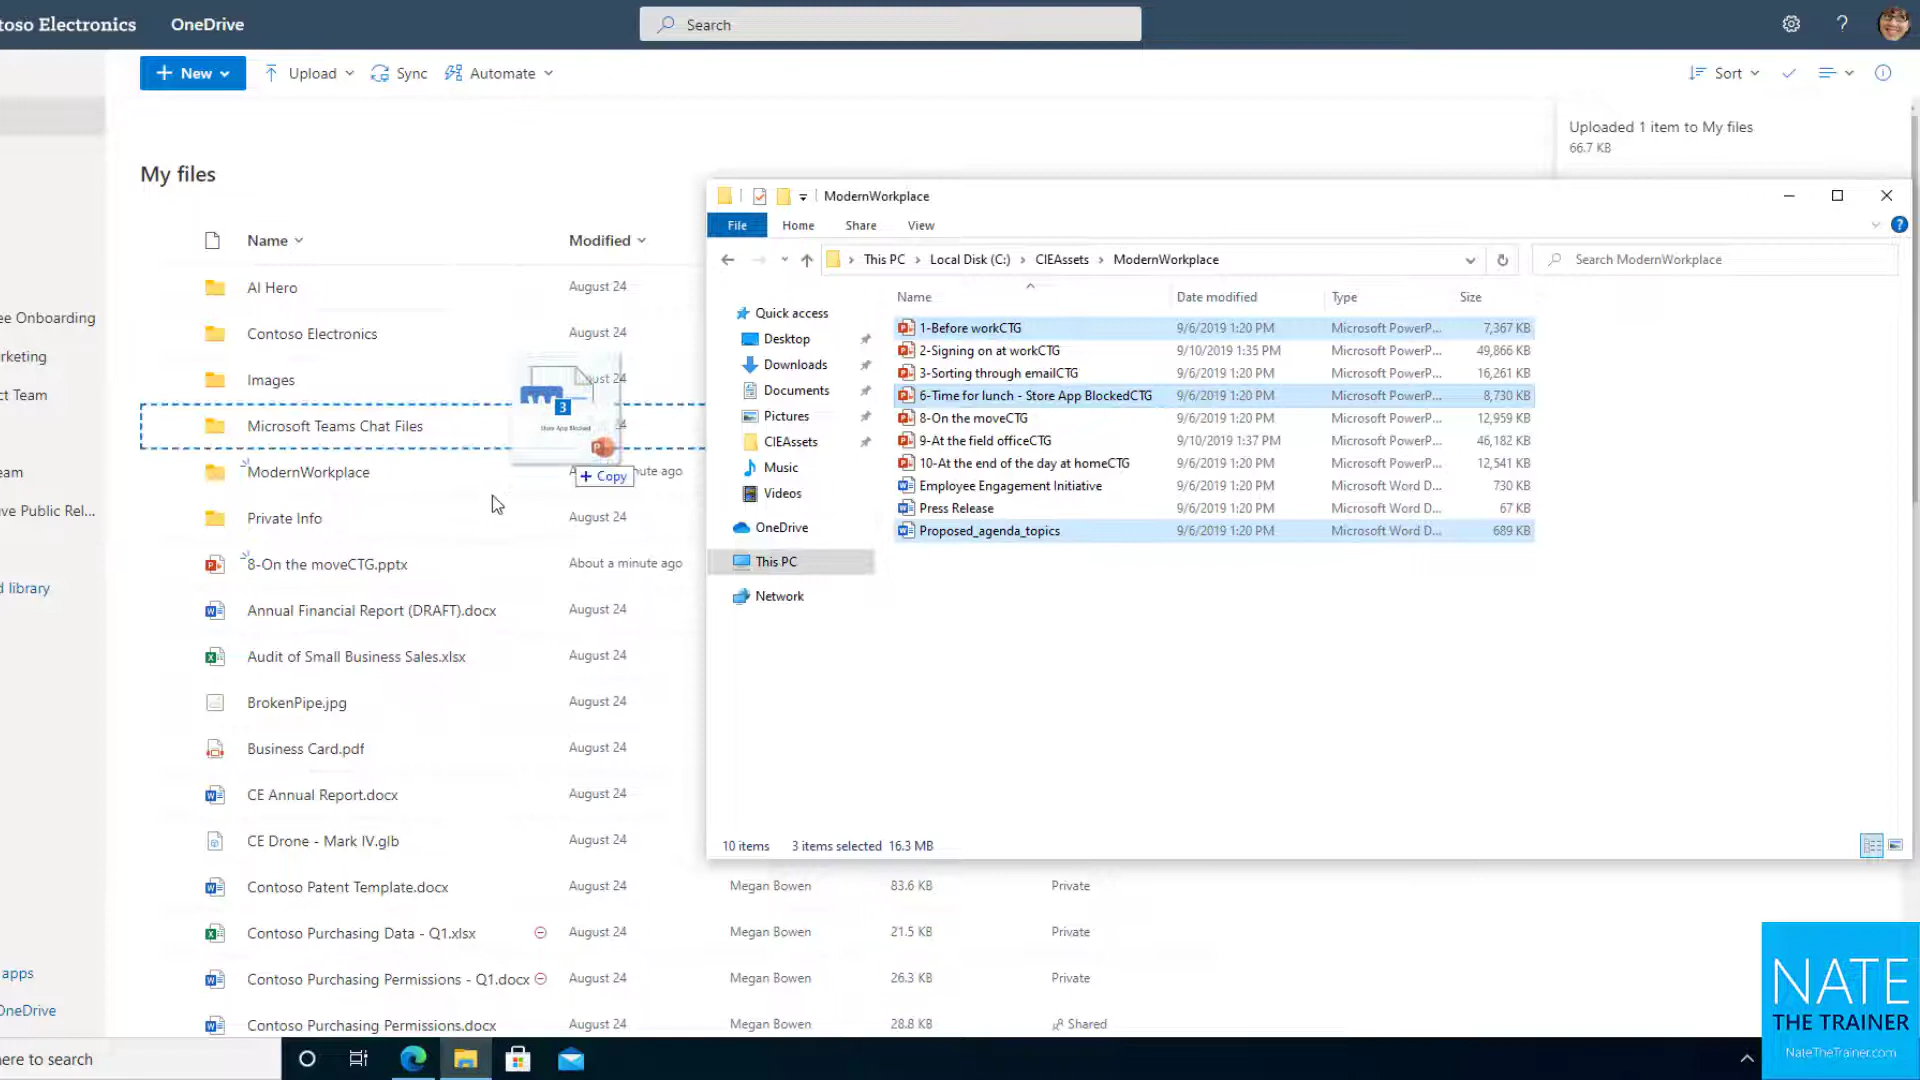 toso Electronics
OneDrive
Search
New
Upload
Sync
Automate
Sort
Uploaded 1 item to My files
66.7 KB
ee Onboarding
rketing
ct Team
eam
ve Public Rel...
d library
apps
OneDrive
My files
Name
Modified
AI Hero
August 24
Contoso Electronics
August 24
Images
ust 24
Microsoft Teams Chat Files
24
ModernWorkplace
nute ago
Private Info
August 24
8-On the moveCTG.pptx
About a minute ago
Annual Financial Report (DRAFT).docx
August 24
Audit of Small Business Sales.xlsx
August 24
BrokenPipe.jpg
August 24
Business Card.pdf
August 24
CE Annual Report.docx
August 24
CE Drone - Mark IV.glb
August 24
Contoso Patent Template.docx
August 24
Megan Bowen
83.6 KB
Private
Contoso Purchasing Data - Q1.xlsx
August 24
Megan Bowen
21.5 KB
Private
Contoso Purchasing Permissions - Q1.docx
August 24
Megan Bowen
26.3 KB
Private
Contoso Purchasing Permissions.docx
August 24
Megan Bowen
28.8 KB
Shared
3
Store App Blocked
+ Copy
ModernWorkplace
File
Home
Share
View
This PC
Local Disk (C:)
CIEAssets
ModernWorkplace
Search ModernWorkplace
Quick access
Desktop
Downloads
Documents
Pictures
CIEAssets
Music
Videos
OneDrive
This PC
Network
Name
Date modified
Type
Size
1-Before workCTG
9/6/2019 1:20 PM
Microsoft PowerP...
7,367 KB
2-Signing on at workCTG
9/10/2019 1:35 PM
Microsoft PowerP...
49,866 KB
3-Sorting through emailCTG
9/6/2019 1:20 PM
Microsoft PowerP...
16,261 KB
6-Time for lunch - Store App BlockedCTG
9/6/2019 1:20 PM
Microsoft PowerP...
8,730 KB
8-On the moveCTG
9/6/2019 1:20 PM
Microsoft PowerP...
12,959 KB
9-At the field officeCTG
9/10/2019 1:37 PM
Microsoft PowerP...
46,182 KB
10-At the end of the day at homeCTG
9/6/2019 1:20 PM
Microsoft PowerP...
12,541 KB
Employee Engagement Initiative
9/6/2019 1:20 PM
Microsoft Word D...
730 KB
Press Release
9/6/2019 1:20 PM
Microsoft Word D...
67 KB
Proposed_agenda_topics
9/6/2019 1:20 PM
Microsoft Word D...
689 KB
10 items
3 items selected 16.3 MB
NATE
THE TRAINER
NateTheTrainer.com
here to search